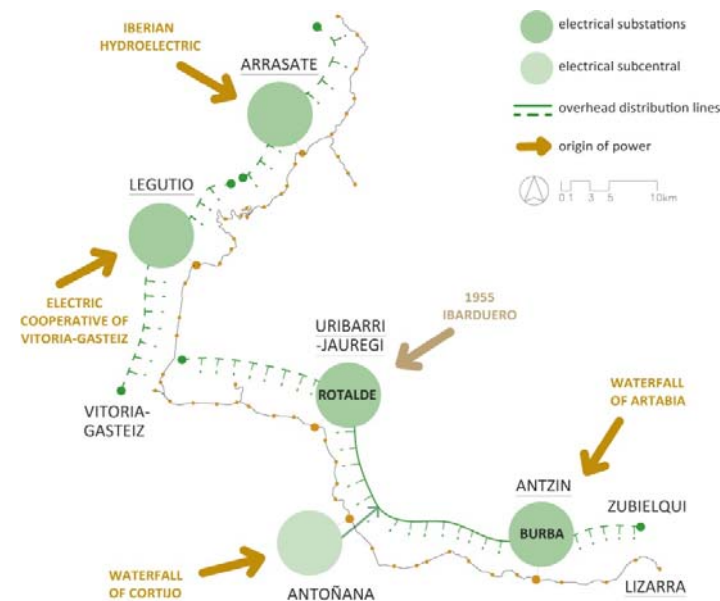 IBERIAN
HYDROELECTRIC
ARRASATE
LEGUTIO
ELECTRIC
COOPERATIVE OF
VITORIA-GASTEIZ
VITORIA-
GASTEIZ
1955
IBARDUERO
URIBARRI
-JAUREGI
ROTALDE
WATERFALL
OF ARTABIA
ANTZIN
BURBA
ZUBIELQUI
LIZARRA
WATERFALL
OF CORTIJO
ANTOÑANA
electrical substations
electrical subcentral
overhead distribution lines
origin of power
0 1 3 5 10km